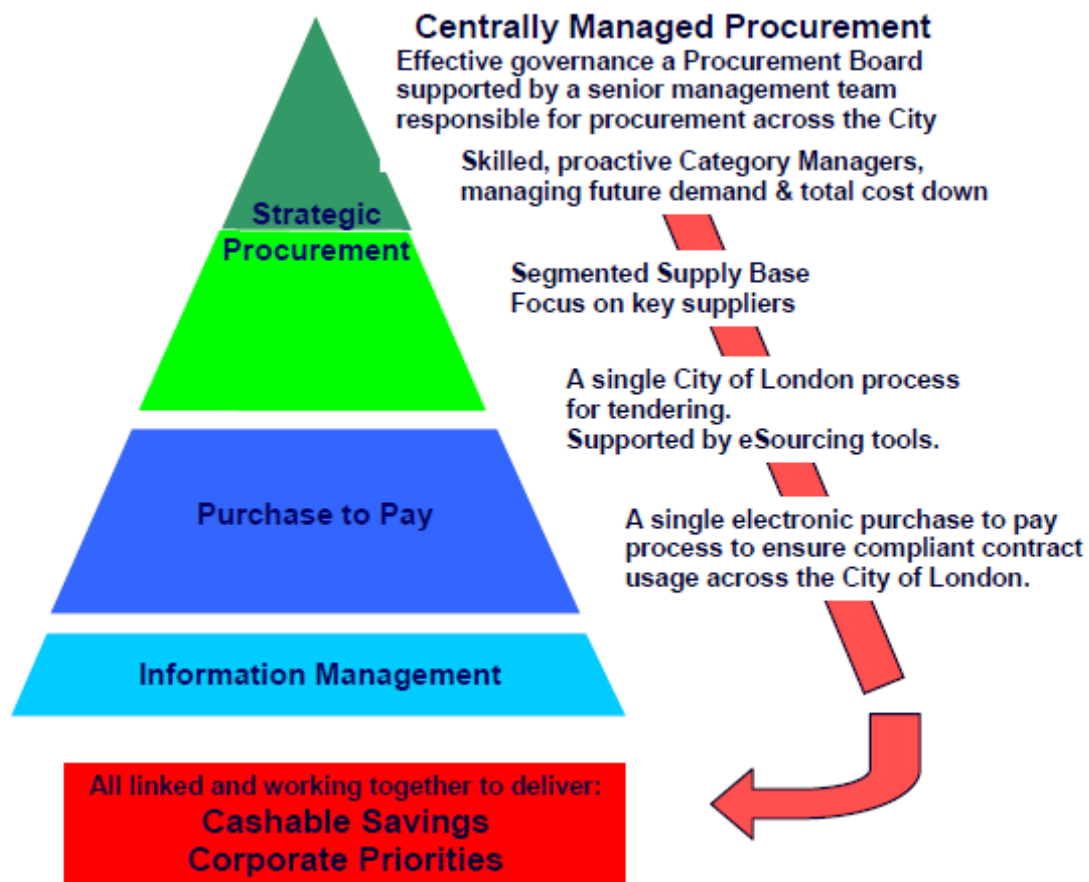 Centrally Managed Procurement
Effective governance a Procurement Board
supported by a senior management team
responsible for procurement across the City
Skilled, proactive Category Managers,
managing future demand & total cost down
Strategic
Procurement
Segmented Supply Base
Focus on key suppliers
A single City of London process
for tendering.
Supported by eSourcing tools.
Purchase to Pay
A single electronic purchase to pay
process to ensure compliant contract
usage across the City of London.
Information Management
All linked and working together to deliver:
Cashable Savings
Corporate Priorities